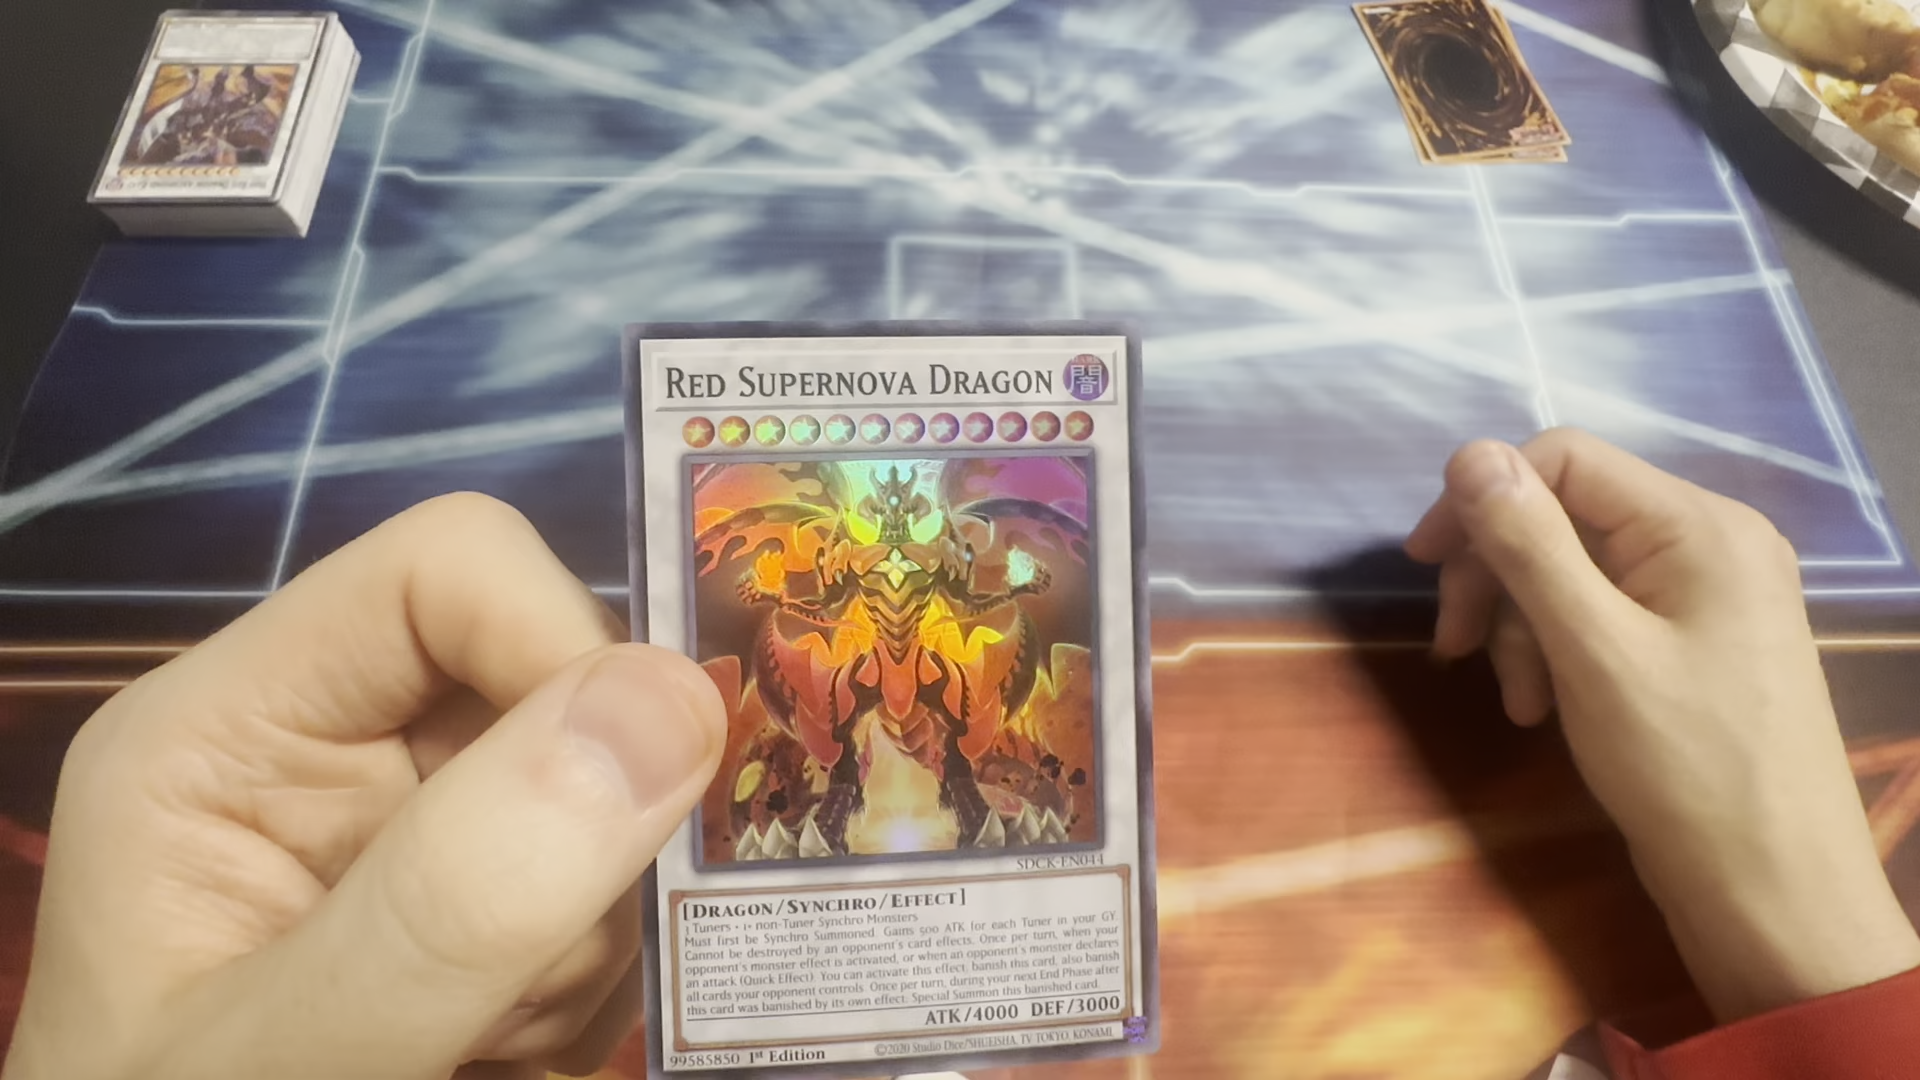 RED SUPERNOVA DRAGON
DARK
闇
SDCK-EN044
[DRAGON/SYNCHRO/EFFECT]
3 Tuners + 1+ non-Tuner Synchro Monsters
Must first be Synchro Summoned. Gains 500 ATK for each Tuner in your GY.
Cannot be destroyed by an opponent's card effects. Once per turn, when your
opponent's monster effect is activated, or when an opponent's monster declares
an attack (Quick Effect): You can activate this effect; banish this card, also banish
all cards your opponent controls. Once per turn, during your next End Phase after
this card was banished by its own effect: Special Summon this banished card.
ATK/4000 DEF/3000
99585850 1st Edition
©2020 Studio Dice/SHUEISHA, TV TOKYO, KONAMI